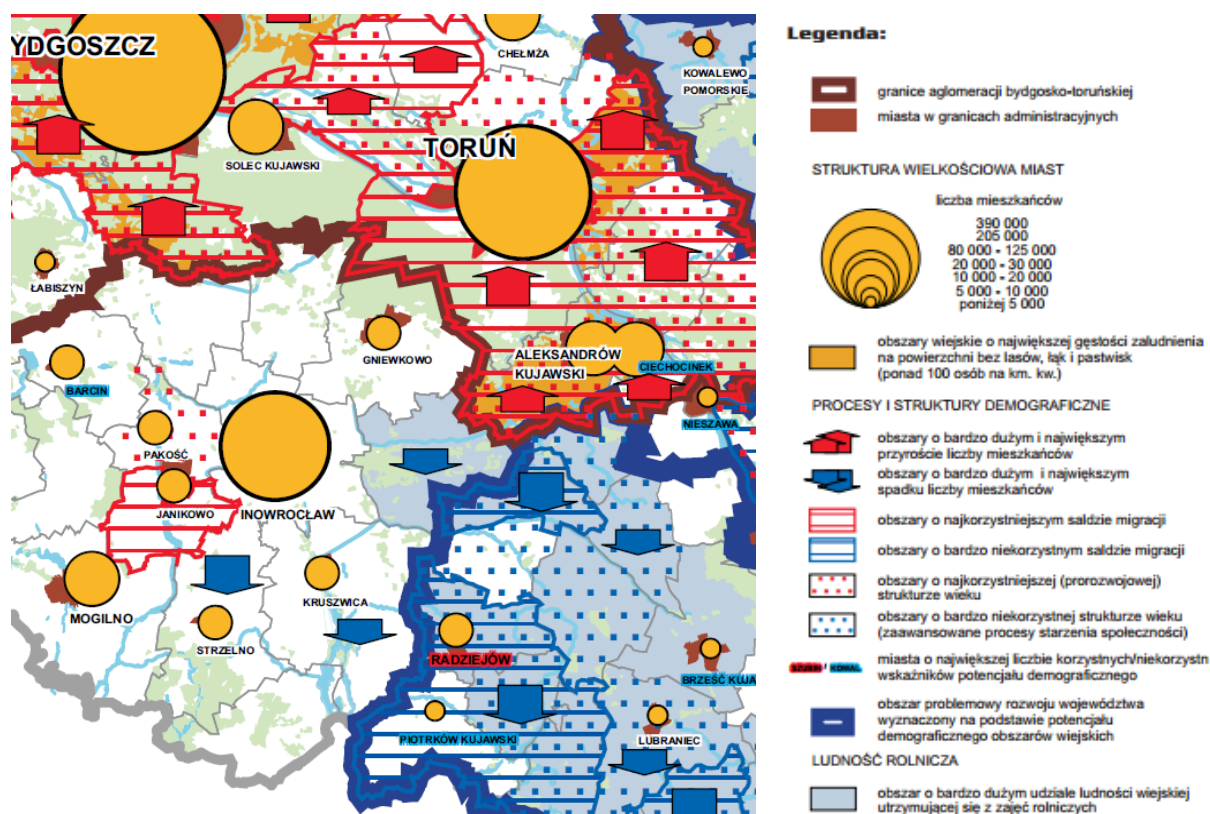 YDGOSZCZ
CHEŁMŻA
KOWALEWO
POMORSKIE
SOLEC KUJAWSKI
TORUŃ
ŁABISZYN
GNIEWKOWO
ALEKSANDRÓW
KUJAWSKI
CIECHOCINEK
BARCIN
NIESZAWA
PAKOŚĆ
JANIKOWO
INOWROCŁAW
MOGILNO
KRUSZWICA
STRZELNO
RADZIEJÓW
BRZEŚĆ KUJA
PIOTRKÓW KUJAWSKI
LUBRANIEC
Legenda:
granice aglomeracji bydgosko-toruńskiej
miasta w granicach administracyjnych
STRUKTURA WIELKOŚCIOWA MIAST
liczba mieszkańców
390 000
205 000
80 000 - 125 000
20 000 - 30 000
10 000 - 20 000
5 000 - 10 000
poniżej 5 000
obszary wiejskie o największej gęstości zaludnienia
na powierzchni bez lasów, łąk i pastwisk
(ponad 100 osób na km. kw.)
PROCESY I STRUKTURY DEMOGRAFICZNE
obszary o bardzo dużym i największym
przyroście liczby mieszkańców
obszary o bardzo dużym i największym
spadku liczby mieszkańców
obszary o najkorzystniejszym saldzie migracji
obszary o bardzo niekorzystnym saldzie migracji
obszary o najkorzystniejszej (prorozwojowej)
strukturze wieku
obszary o bardzo niekorzystnej strukturze wieku
(zaawansowane procesy starzenia społeczności)
SZUBIN / KOWAL
miasta o największej liczbie korzystnych/niekorzystn
wskaźników potencjału demograficznego
obszar problemowy rozwoju województwa
wyznaczony na podstawie potencjału
demograficznego obszarów wiejskich
LUDNOŚĆ ROLNICZA
obszar o bardzo dużym udziale ludności wiejskiej
utrzymującej się z zajęć rolniczych